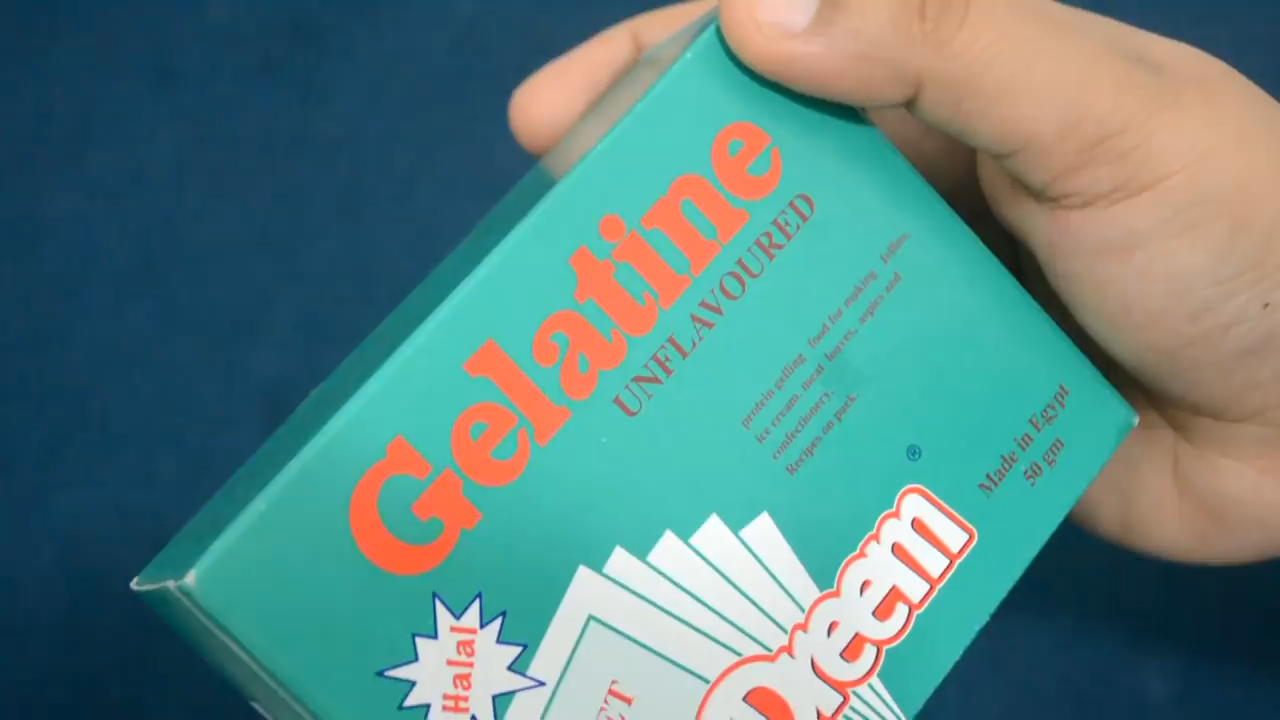 Gelatine
UNFLAVOURED
protein gelling food for making jellies,
ice cream, meat loaves, aspics and
confectionery.
Recipes on pack.
Made in Egypt
50 gm
®
Dreem
Halal
ET